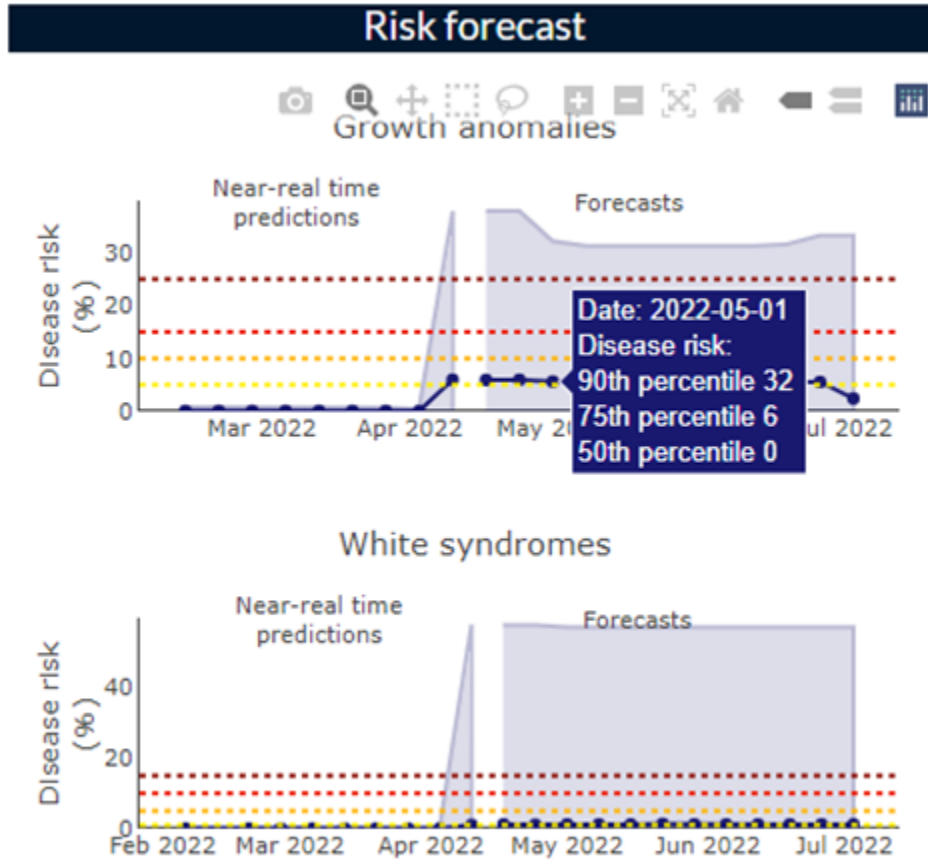 Risk forecast
Growth anomalies
Near-real time
predictions
Forecasts
Disease risk
(%)
30
20
10
0
Date: 2022-05-01
Disease risk:
90th percentile 32
75th percentile 6
50th percentile 0
Mar 2022
Apr 2022
May 20
ul 2022
White syndromes
Near-real time
predictions
Forecasts
Disease risk
(%)
40
20
0
Feb 2022
Mar 2022
Apr 2022
May 2022
Jun 2022
Jul 2022